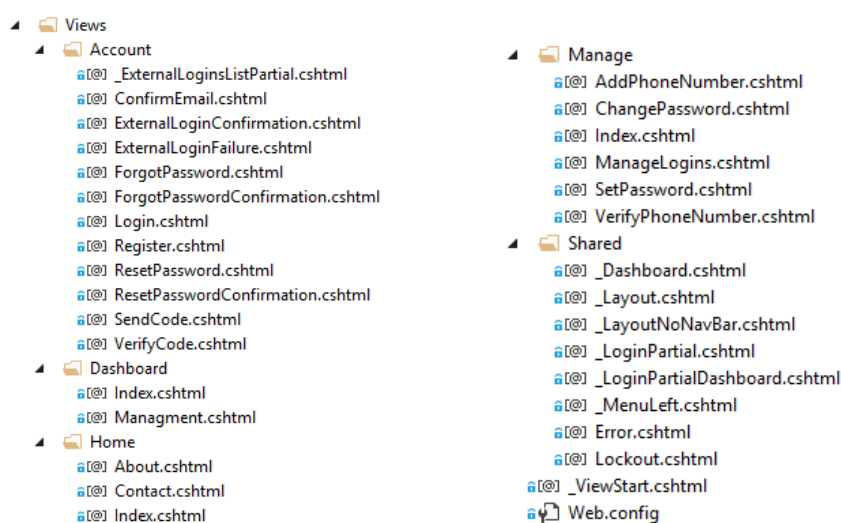 Views
Account
_ExternalLoginsListPartial.cshtml
ConfirmEmail.cshtml
ExternalLoginConfirmation.cshtml
ExternalLoginFailure.cshtml
ForgotPassword.cshtml
ForgotPasswordConfirmation.cshtml
Login.cshtml
Register.cshtml
ResetPassword.cshtml
ResetPasswordConfirmation.cshtml
SendCode.cshtml
VerifyCode.cshtml
Dashboard
Index.cshtml
Managment.cshtml
Home
About.cshtml
Contact.cshtml
Index.cshtml
Manage
AddPhoneNumber.cshtml
ChangePassword.cshtml
Index.cshtml
ManageLogins.cshtml
SetPassword.cshtml
VerifyPhoneNumber.cshtml
Shared
_Dashboard.cshtml
_Layout.cshtml
_LayoutNoNavBar.cshtml
_LoginPartial.cshtml
_LoginPartialDashboard.cshtml
_MenuLeft.cshtml
Error.cshtml
Lockout.cshtml
_ViewStart.cshtml
Web.config